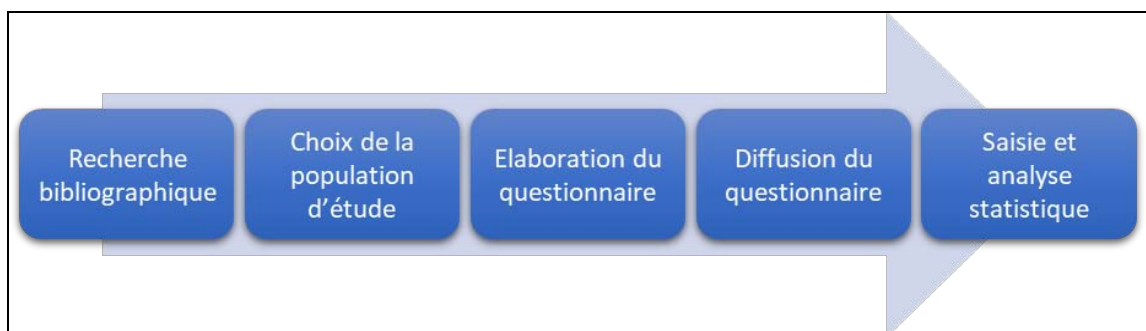 Recherche
bibliographique
Choix de la
population
d'étude
Elaboration du
questionnaire
Diffusion du
questionnaire
Saisie et
analyse
statistique